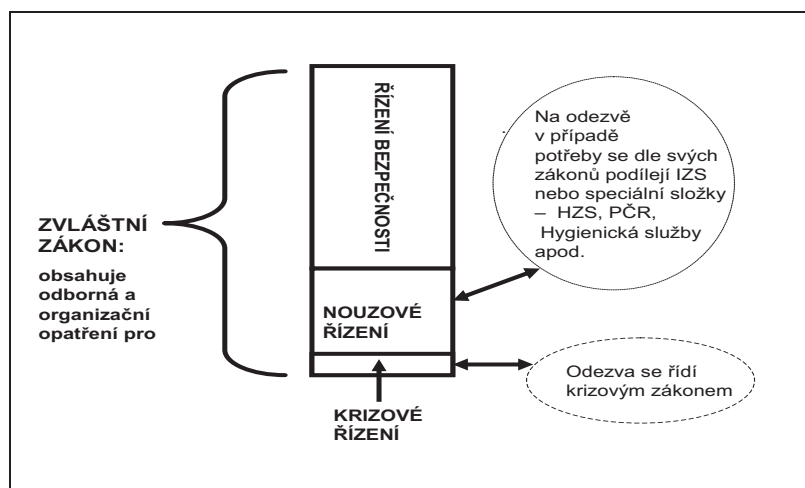 ZVLÁŠTNÍ
ZÁKON:
obsahuje
odborná a
organizační
opatření pro
ŘÍZENÍ BEZPEČNOSTI
NOUZOVÉ
ŘÍZENÍ
KRIZOVÉ
ŘÍZENÍ
Na odezvě
v případě
potřeby se dle svých
zákonů podílejí IZS
nebo speciální složky
– HZS, PČR,
Hygienická služby
apod.
Odezva se řídí
krizovým zákonem